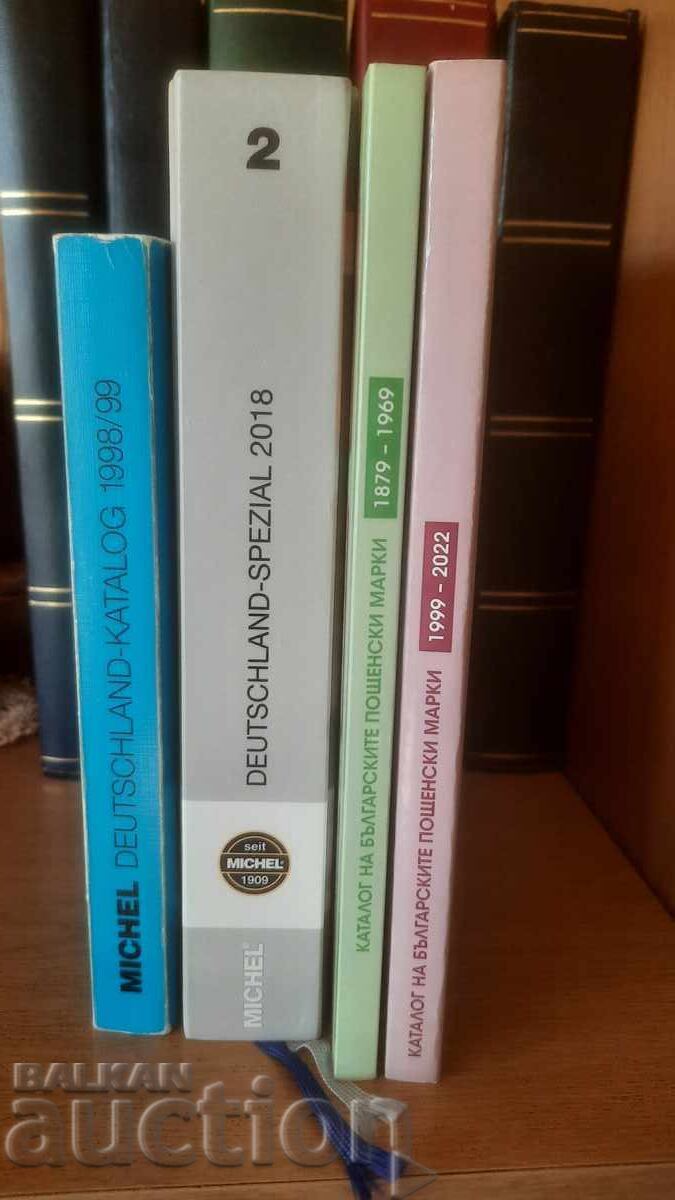 MICHEL DEUTSCHLAND-KATALOG 1998/99
2
DEUTSCHLAND-SPEZIAL 2018
seit
MICHEL
1909
MICHEL®
КАТАЛОГ НА БЪЛГАРСКИТЕ ПОЩЕНСКИ МАРКИ 1879 - 1969
КАТАЛОГ НА БЪЛГАРСКИТЕ ПОЩЕНСКИ МАРКИ 1999 - 2022
BALKAN
auction